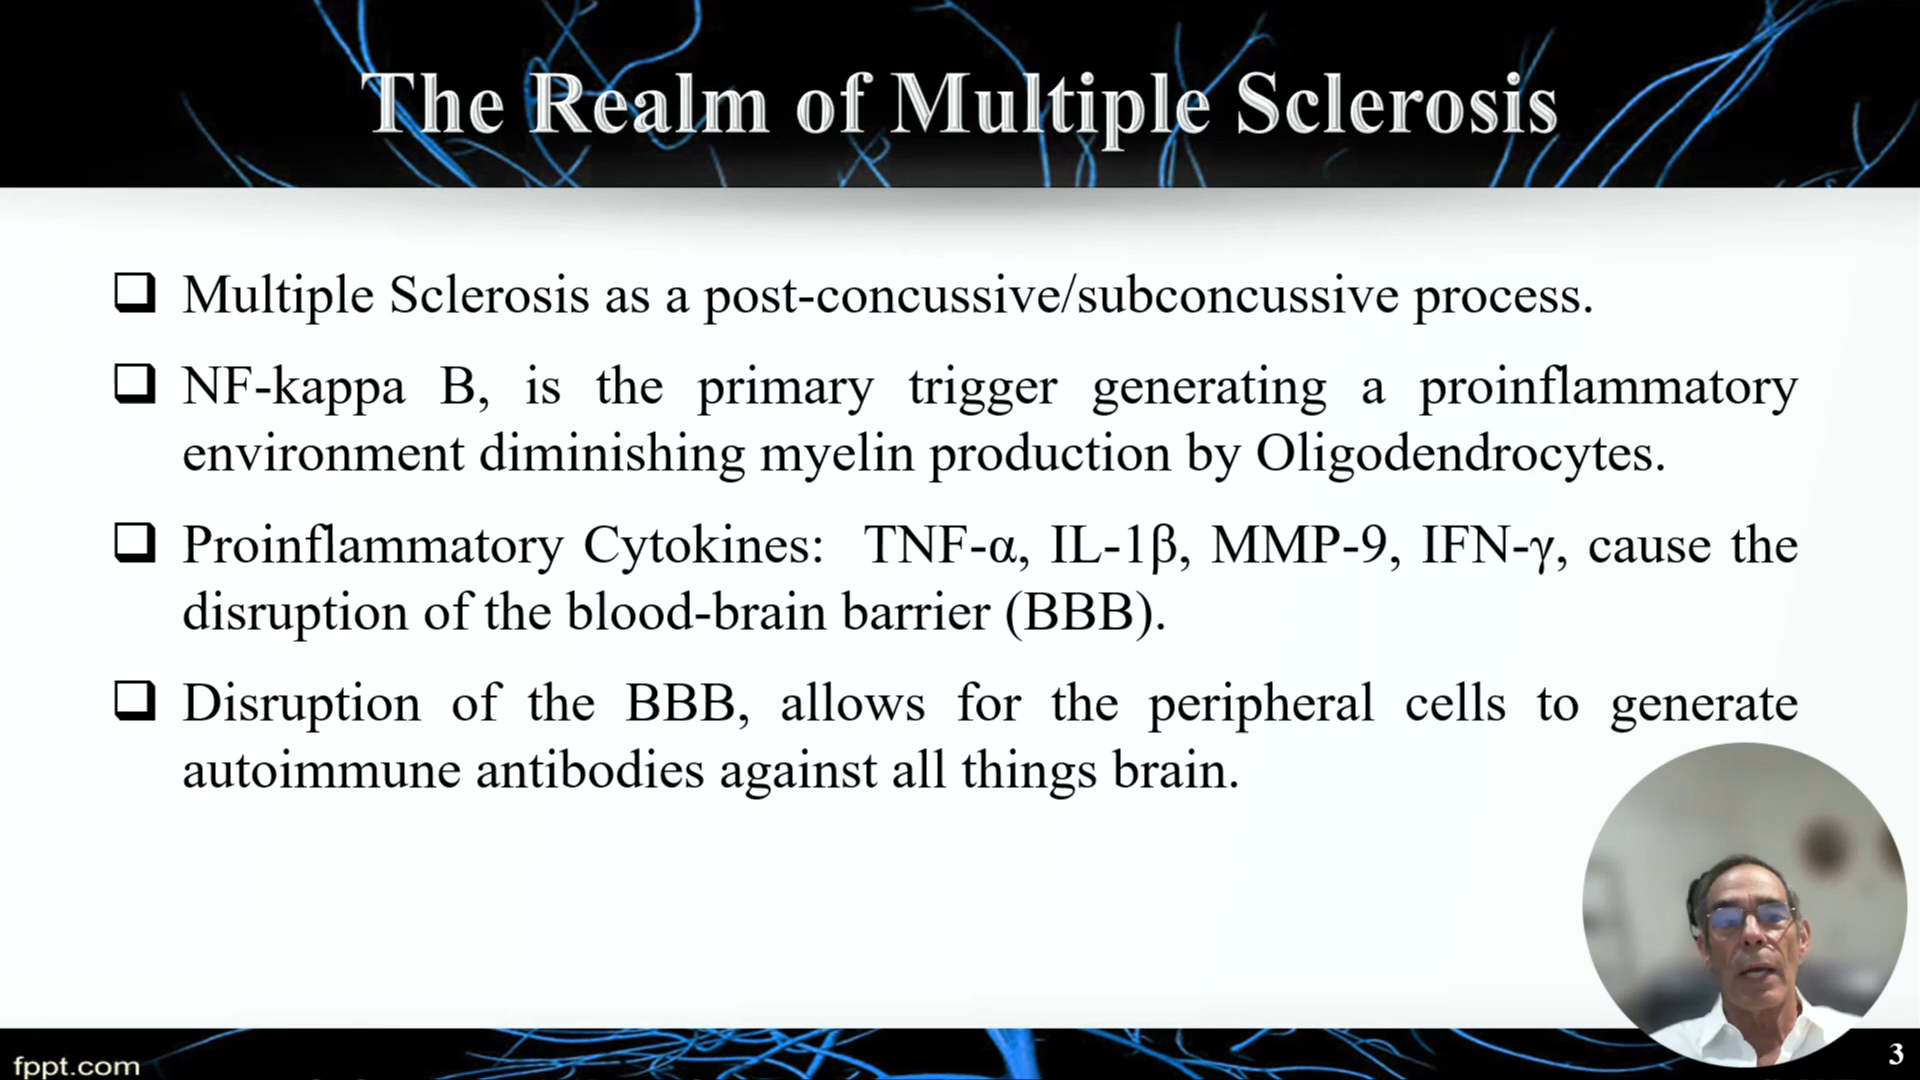 The Realm of Multiple Sclerosis
Multiple Sclerosis as a post-concussive/subconcussive process.
NF-kappa B, is the primary trigger generating a proinflammatory
environment diminishing myelin production by Oligodendrocytes.
Proinflammatory Cytokines: TNF-α, IL-1β, MMP-9, IFN-γ, cause the
disruption of the blood-brain barrier (BBB).
Disruption of the BBB, allows for the peripheral cells to generate
autoimmune antibodies against all things brain.
fppt.com
3